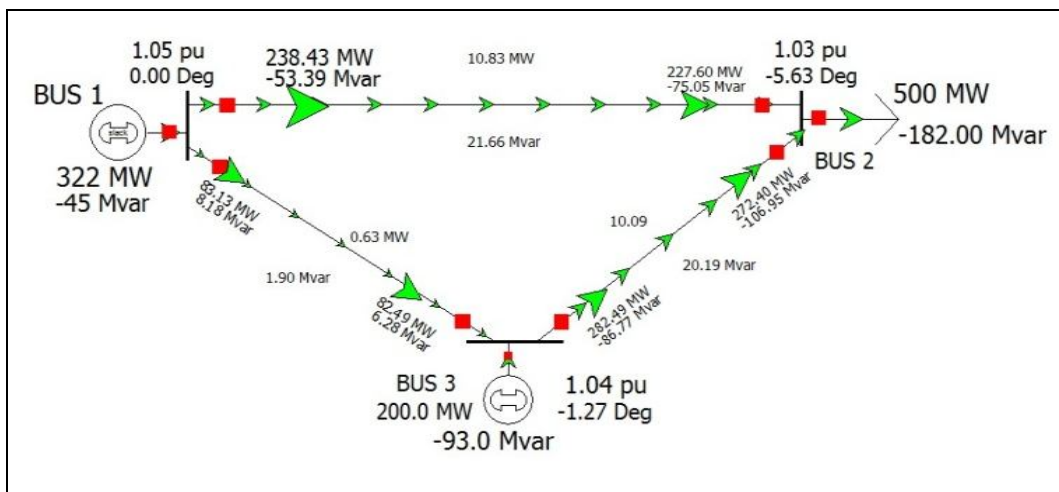 1.05 pu
0.00 Deg
238.43 MW
-53.39 Mvar
10.83 MW
227.60 MW
-75.05 Mvar
1.03 pu
-5.63 Deg
BUS 1
slack
500 MW
-182.00 Mvar
21.66 Mvar
BUS 2
322 MW
-45 Mvar
83.13 MW
8.18 Mvar
272.40 MW
-106.95 Mvar
0.63 MW
10.09
1.90 Mvar
20.19 Mvar
82.49 MW
6.28 Mvar
282.49 MW
-86.77 Mvar
BUS 3
200.0 MW
-93.0 Mvar
1.04 pu
-1.27 Deg